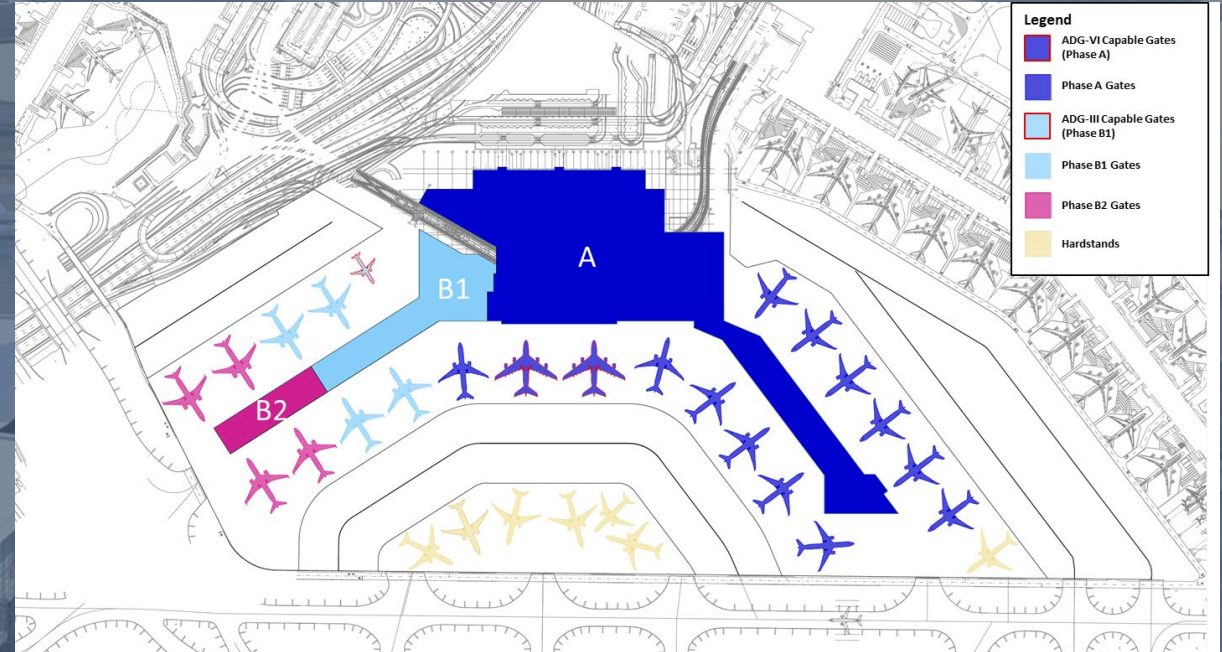 Legend
ADG-VI Capable Gates
(Phase A)
Phase A Gates
ADG-III Capable Gates
(Phase B1)
Phase B1 Gates
Phase B2 Gates
Hardstands
A
B1
B2